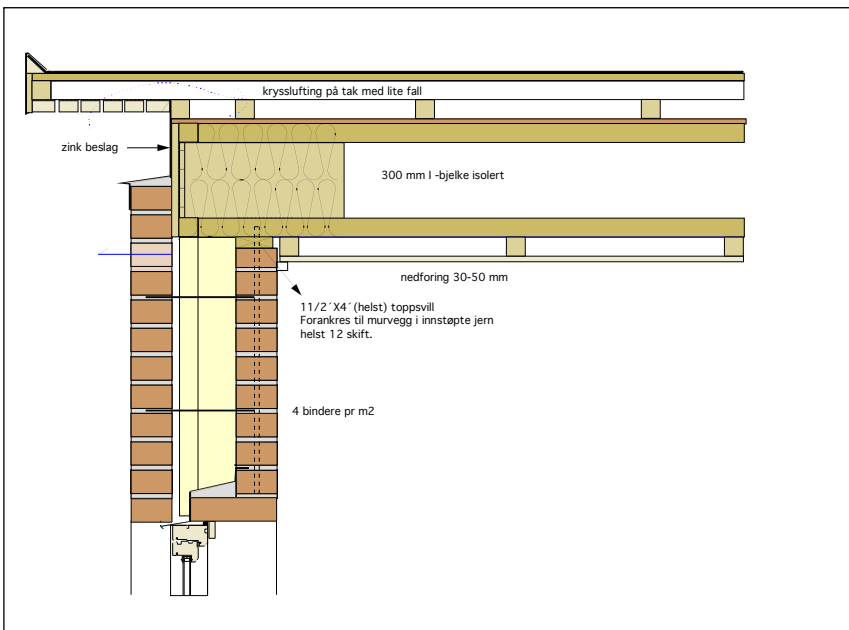 krysslufting på tak med lite fall
zink beslag
300 mm I -bjelke isolert
nedforing 30-50 mm
11/2´X4´(helst) toppsvill
Forankres til murvegg i innstøpte jern
helst 12 skift.
4 bindere pr m2